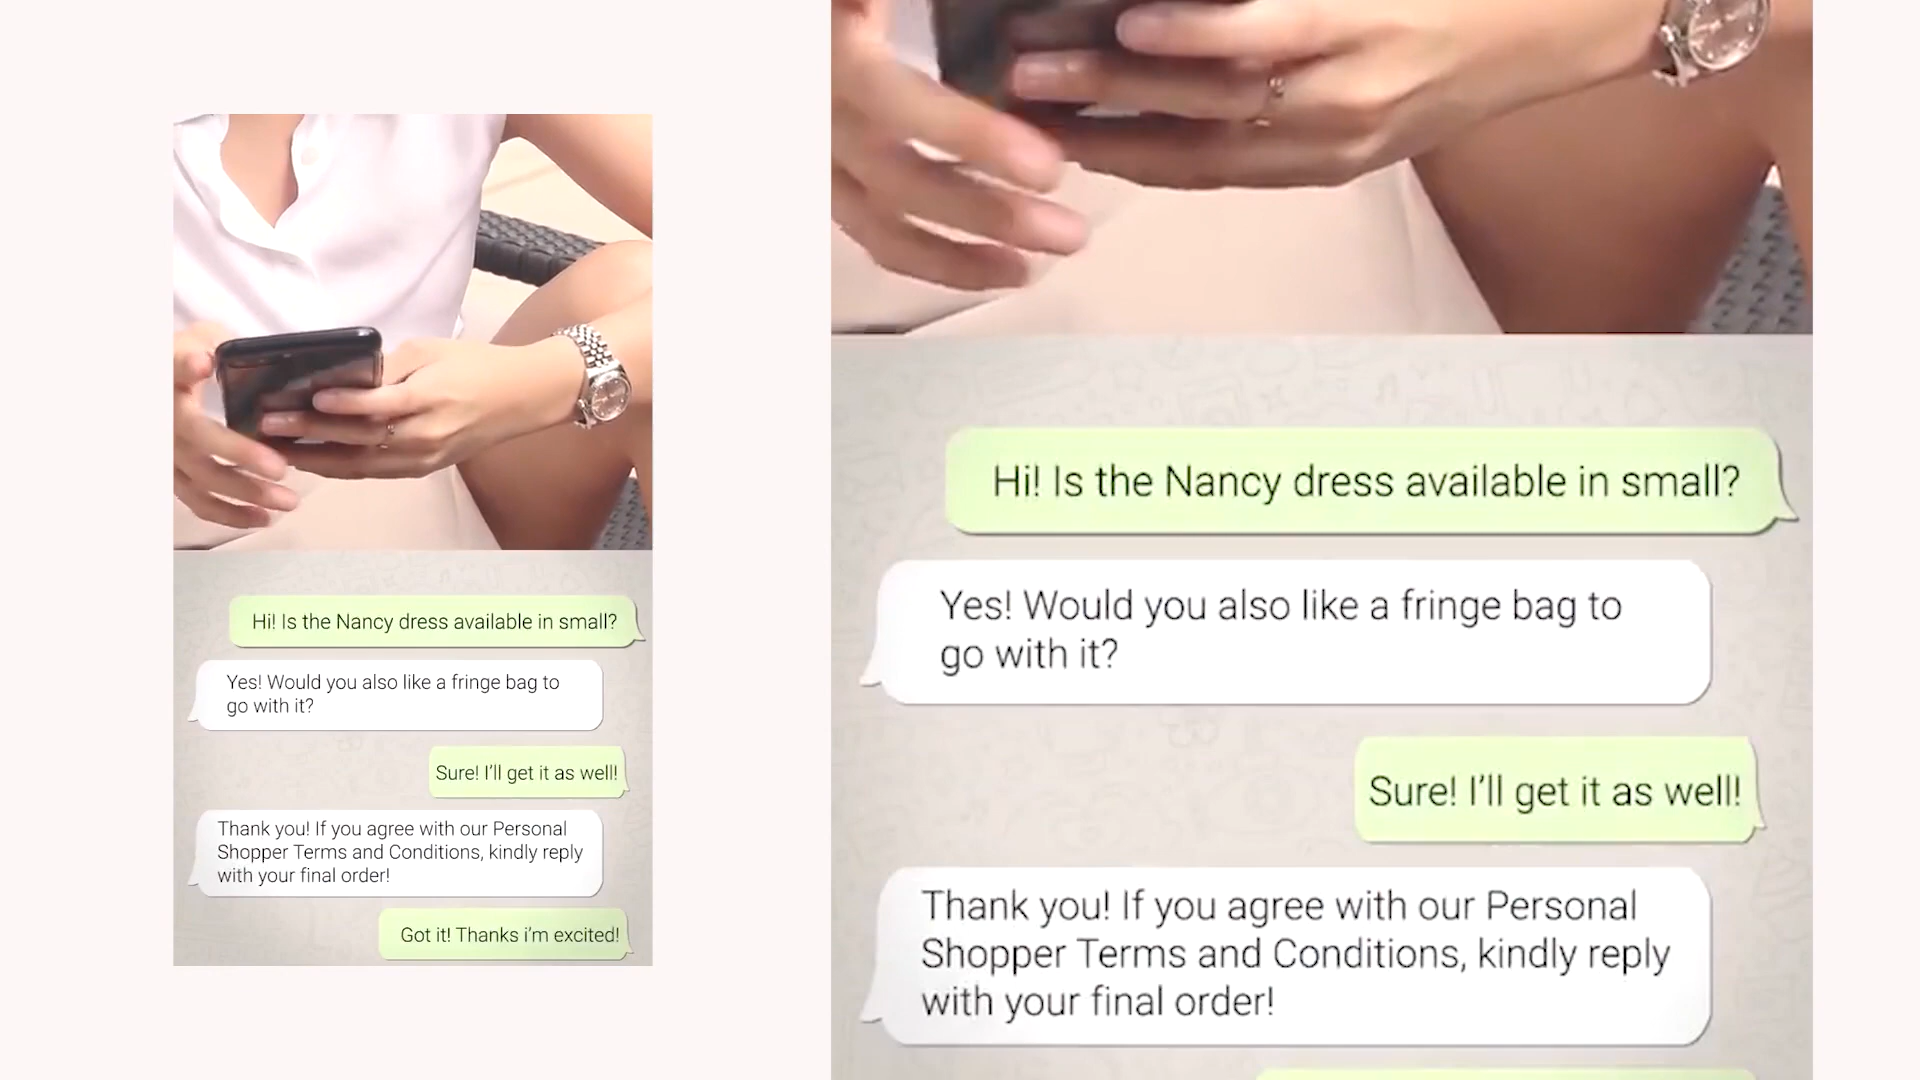 Hi! Is the Nancy dress available in small?
Yes! Would you also like a fringe bag to
go with it?
Sure! I'll get it as well!
Thank you! If you agree with our Personal
Shopper Terms and Conditions, kindly reply
with your final order!
Got it! Thanks i'm excited!
Hi! Is the Nancy dress available in small?
Yes! Would you also like a fringe bag to
go with it?
Sure! I'll get it as well!
Thank you! If you agree with our Personal
Shopper Terms and Conditions, kindly reply
with your final order!